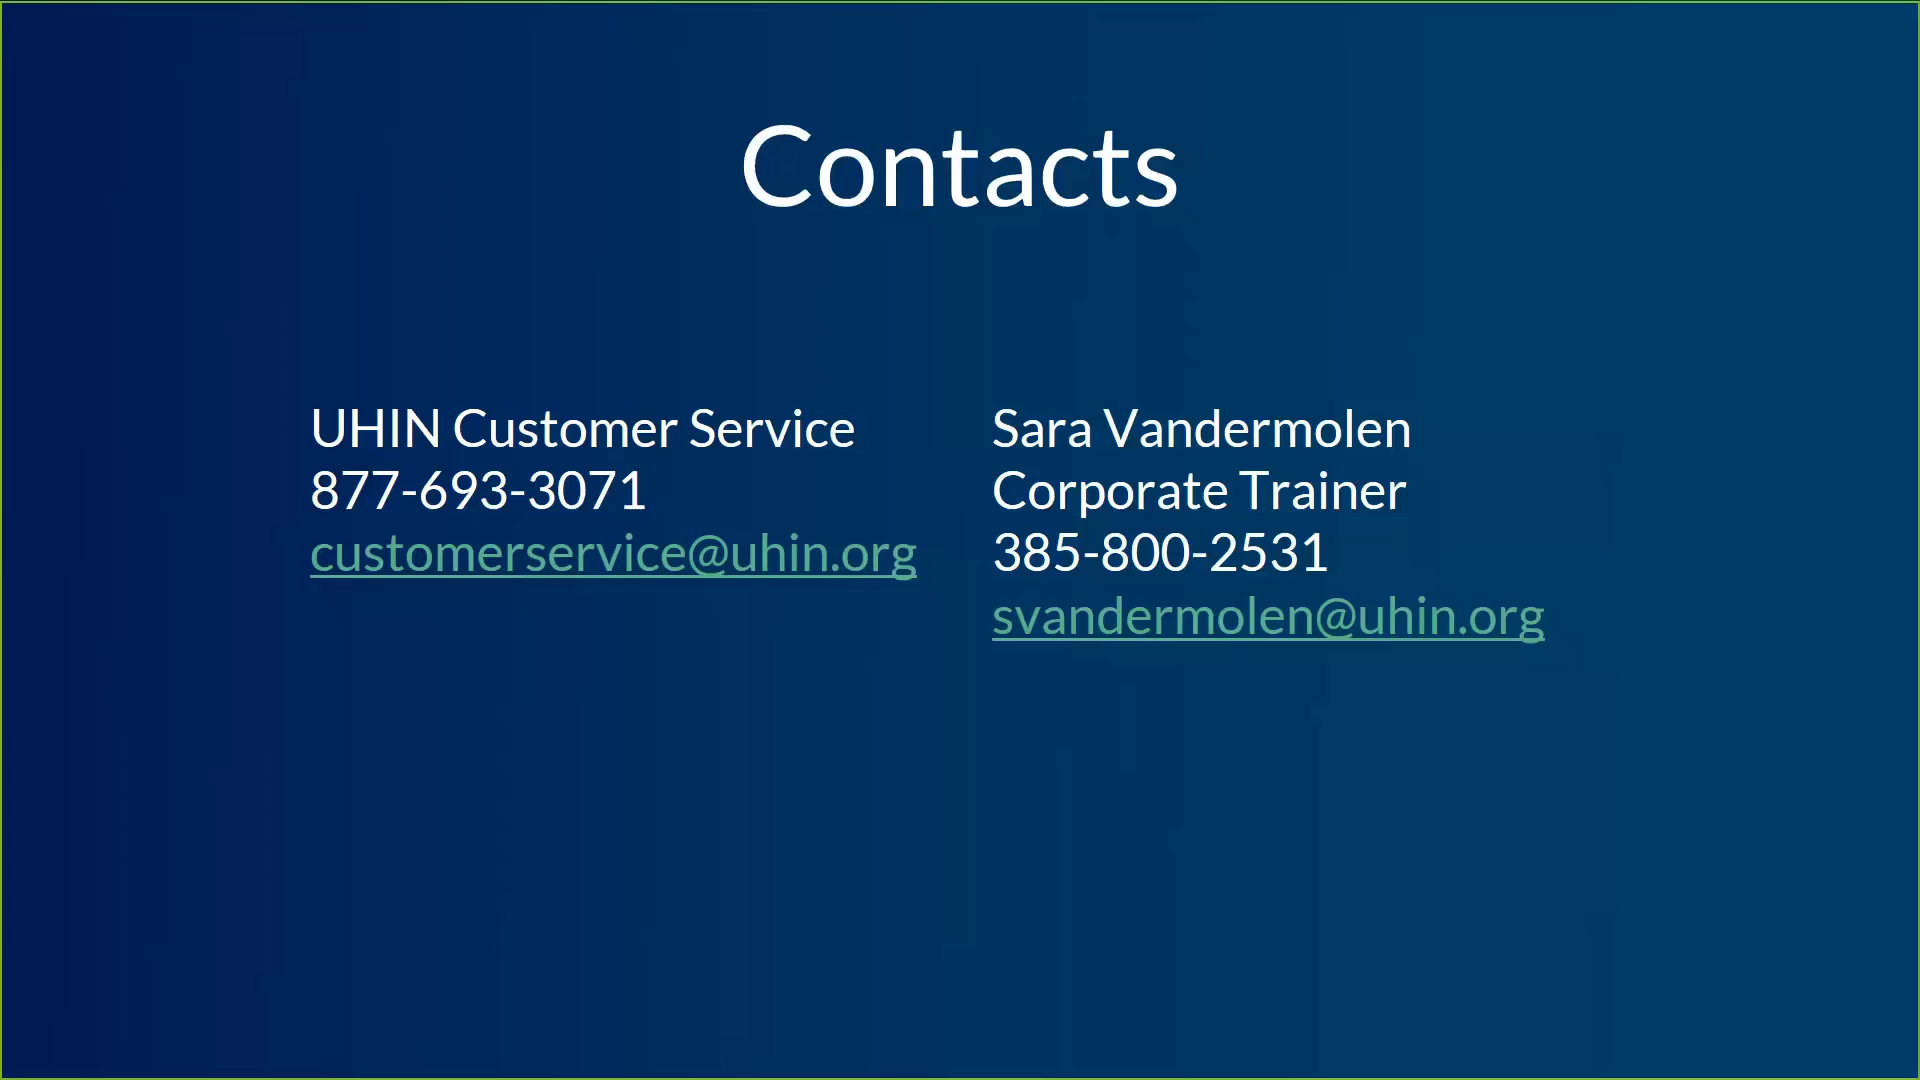 Contacts
UHIN Customer Service
877-693-3071
customerservice@uhin.org
Sara Vandermolen
Corporate Trainer
385-800-2531
svandermolen@uhin.org